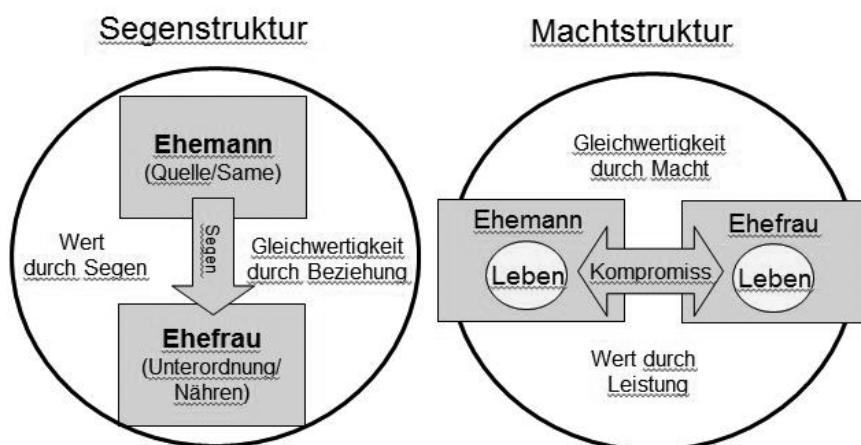 Segenstruktur
Ehemann
(Quelle/Same)
Wert
durch Segen
Segen
Gleichwertigkeit
durch Beziehung
Ehefrau
(Unterordnung/
Nähren)
Machtstruktur
Gleichwertigkeit
durch Macht
Ehemann
Leben
Kompromiss
Ehefrau
Leben
Wert durch
Leistung